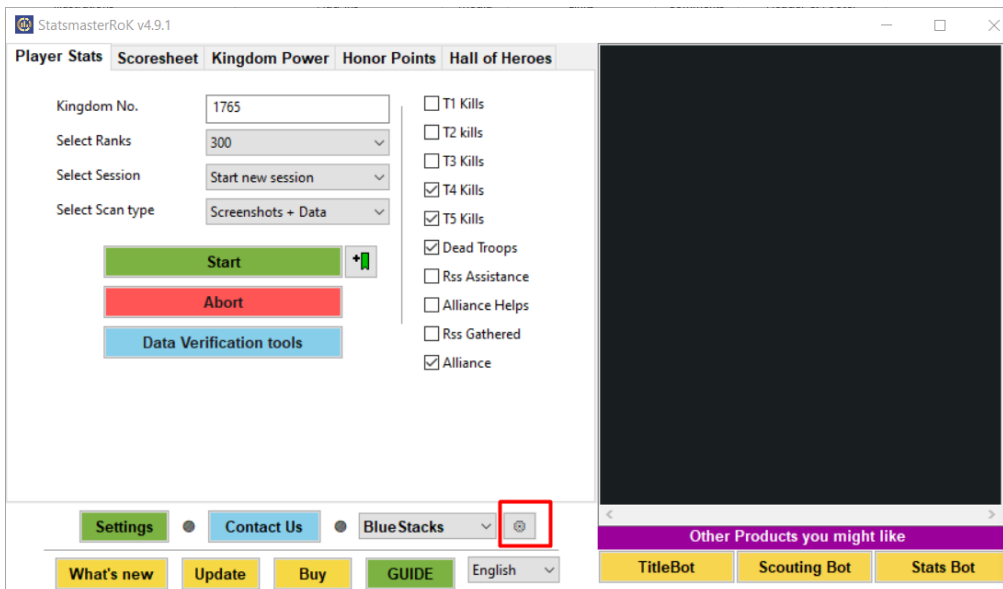 StatsmasterRoK v4.9.1
Player Stats Scoresheet Kingdom Power Honor Points Hall of Heroes
Kingdom No. 1765
Select Ranks 300
Select Session Start new session
Select Scan type Screenshots + Data
Start
Abort
Data Verification tools
T1 Kills
T2 kills
T3 Kills
T4 Kills
T5 Kills
Dead Troops
Rss Assistance
Alliance Helps
Rss Gathered
Alliance
Settings Contact Us BlueStacks
What's new Update Buy GUIDE English
Other Products you might like
TitleBot Scouting Bot Stats Bot